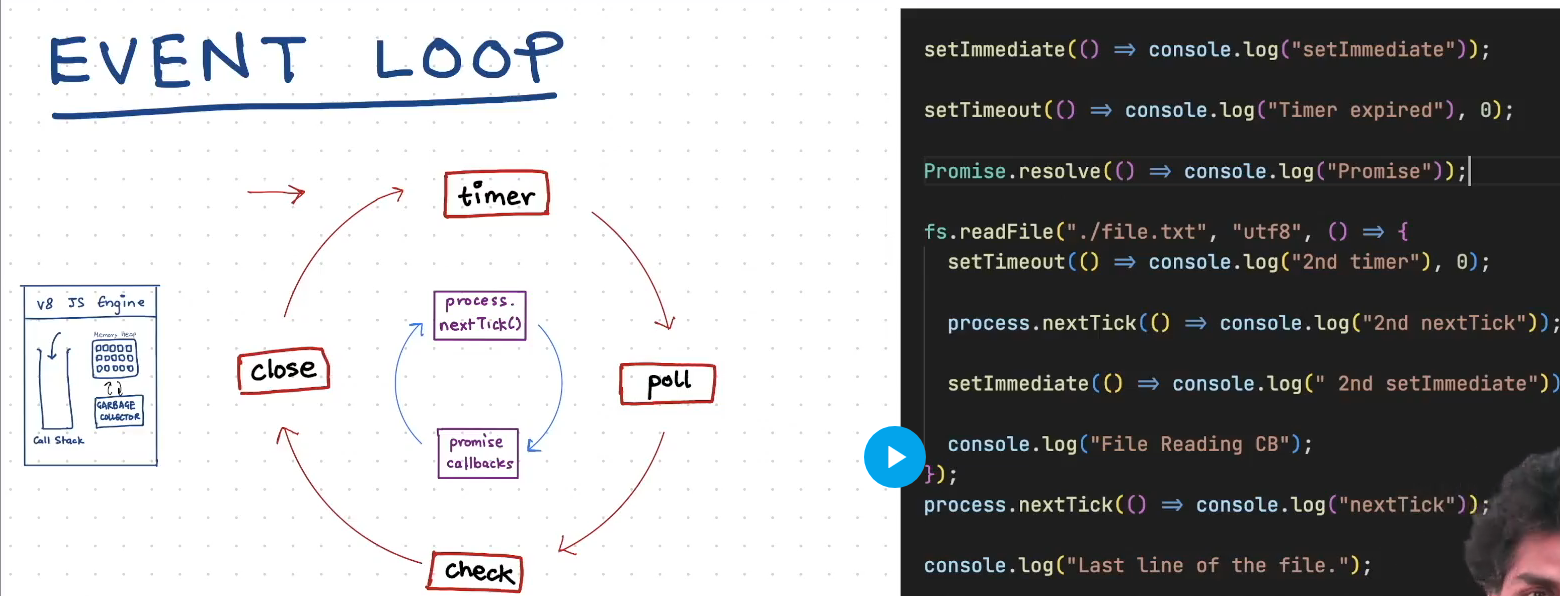 EVENT LOOP
timer
process.
nextTick()
close
poll
promise
callbacks
check
V8 JS Engine
Memory Heap
GARBAGE
COLLECTOR
Call Stack
setImmediate(() => console.log("setImmediate"));
setTimeout(() => console.log("Timer expired"), 0);
Promise.resolve(() => console.log("Promise"));
fs.readFile("./file.txt", "utf8", () => {
setTimeout(() => console.log("2nd timer"), 0);
process.nextTick(() => console.log("2nd nextTick"));
setImmediate(() => console.log(" 2nd setImmediate"))
console.log("File Reading CB");
});
process.nextTick(() => console.log("nextTick"));
console.log("Last line of the file.");